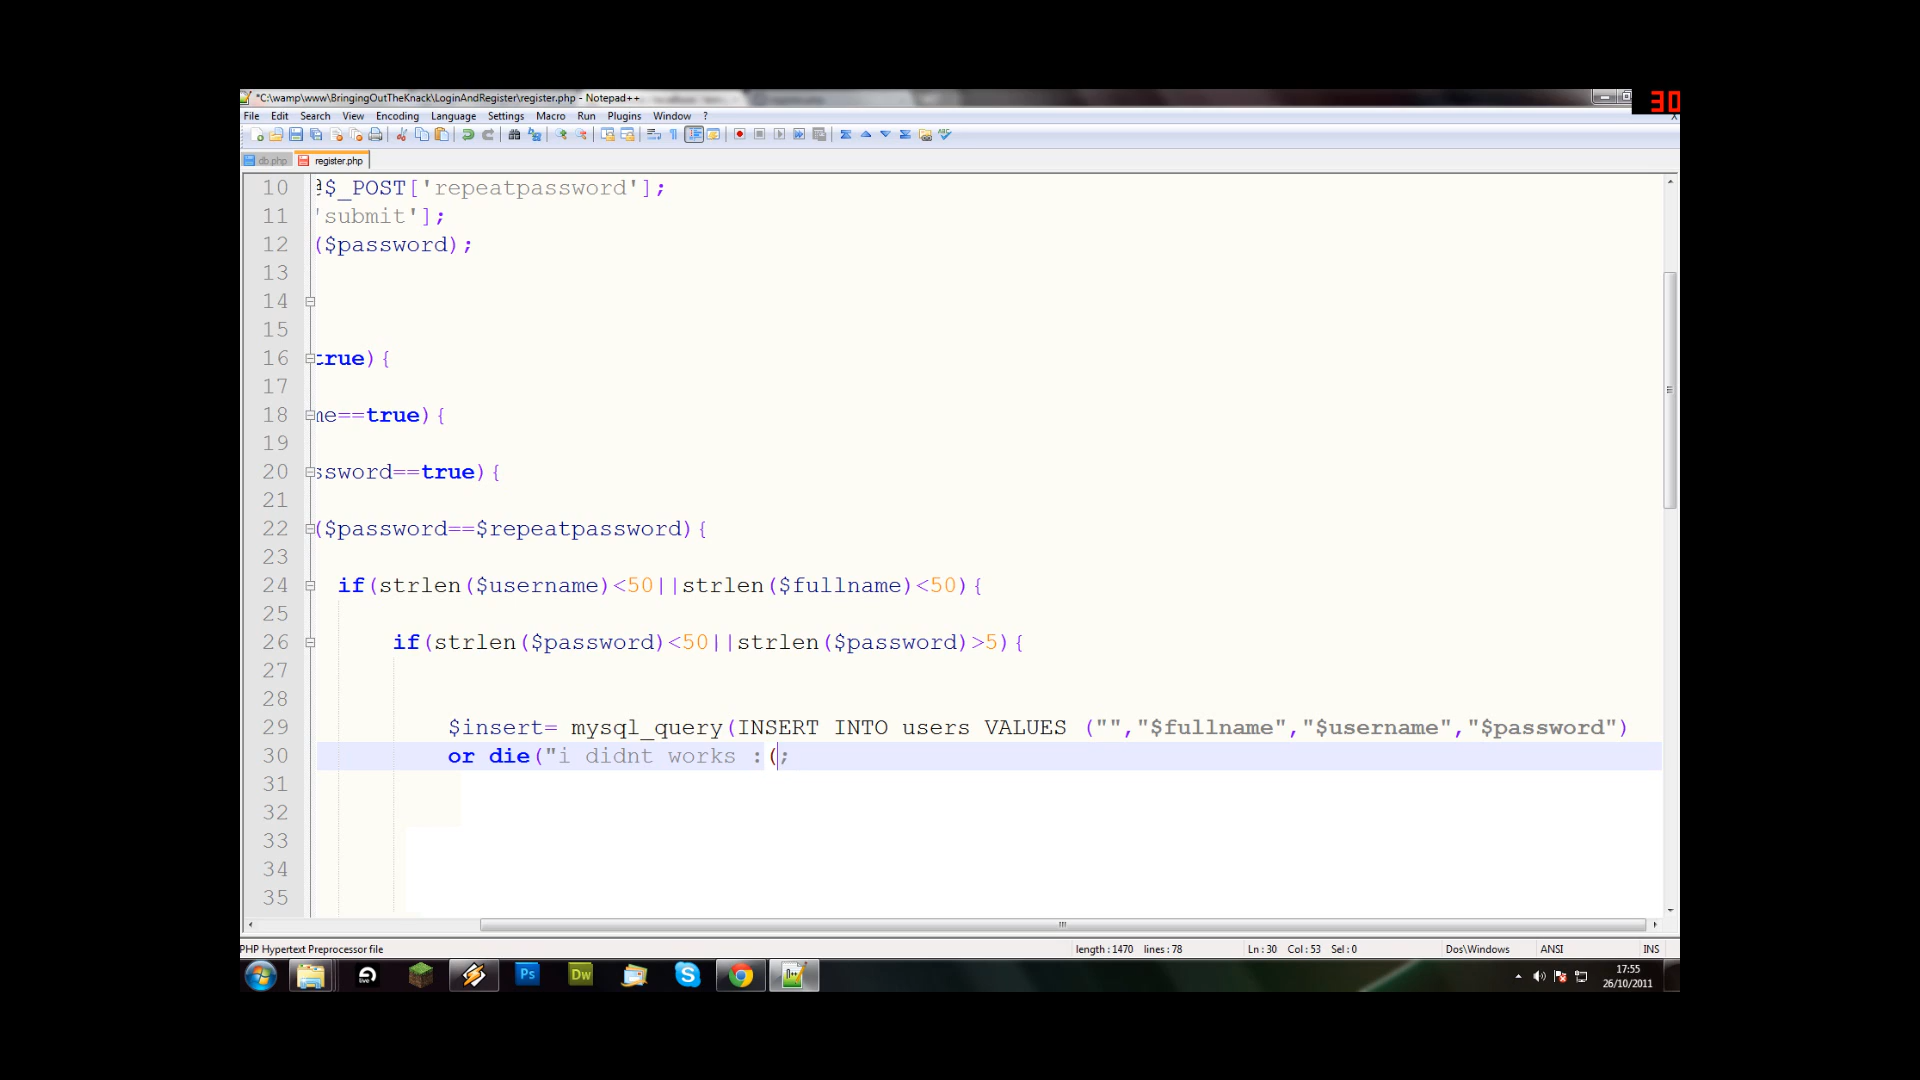 *C:\wamp\www\BringingOutTheKnack\LoginAndRegister\register.php - Notepad++
30
File Edit Search View Encoding Language Settings Macro Run Plugins Window ?
db.php register.php
10 @$_POST['repeatpassword'];
11 'submit'];
12 ($password);
13
14
15
16 true){
17
18 me==true){
19
20 ssword==true){
21
22 ($password==$repeatpassword){
23
24 if(strlen($username)<50||strlen($fullname)<50){
25
26 if(strlen($password)<50||strlen($password)>5){
27
28
29 $insert= mysql_query(INSERT INTO users VALUES ("","$fullname","$username","$password")
30 or die("i didnt works :(;
31
32
33
34
35
PHP Hypertext Preprocessor file length : 1470 lines : 78 Ln : 30 Col : 53 Sel : 0 Dos\Windows ANSI INS
Ps Dw S
17:55
26/10/2011